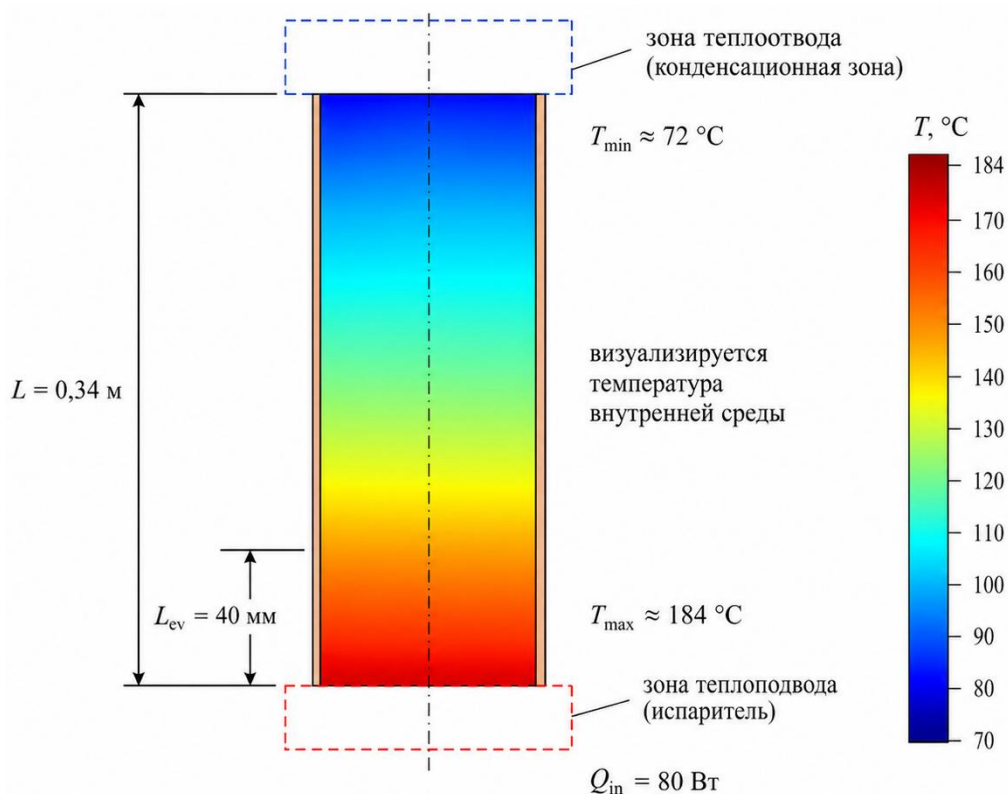 зона теплоотвода
(конденсационная зона)
T_min ≈ 72 °C
T, °C
184
170
160
150
140
130
120
110
100
90
80
70
визуализируется
температура
внутренней среды
L = 0,34 м
L_ev = 40 мм
T_max ≈ 184 °C
зона теплоподвода
(испаритель)
Q_in = 80 Вт